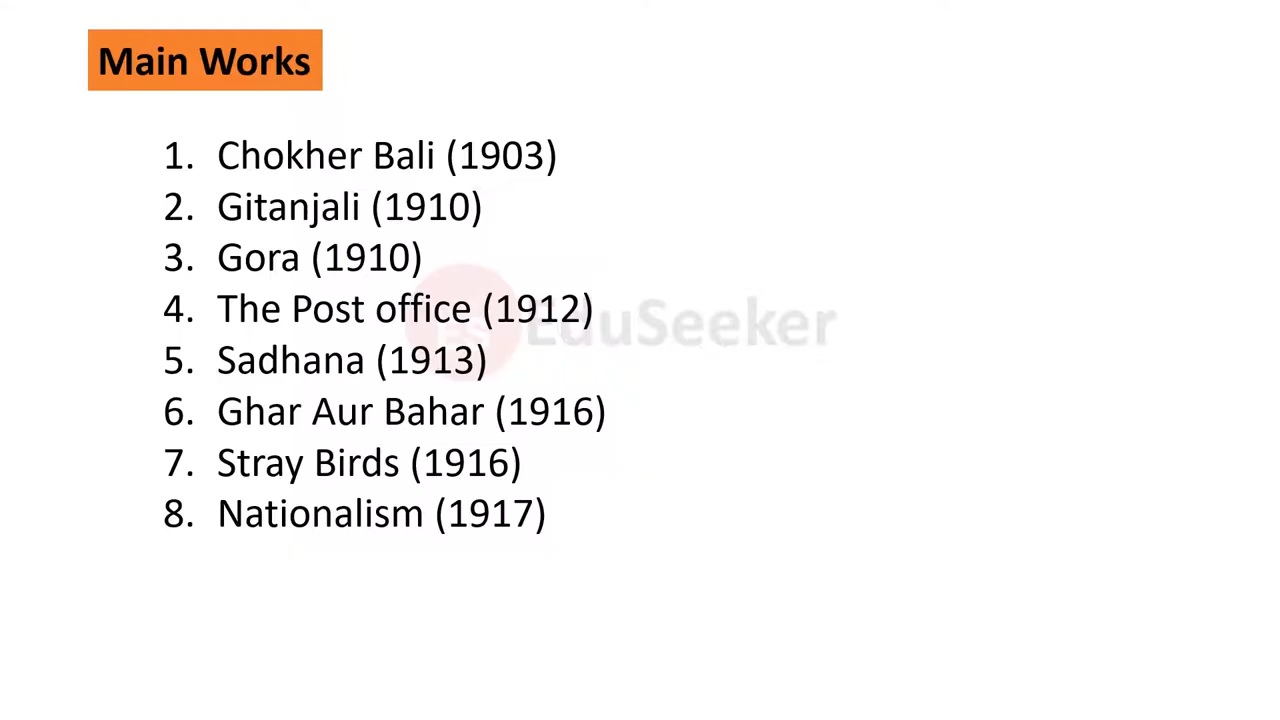 Main Works
1. Chokher Bali (1903)
2. Gitanjali (1910)
3. Gora (1910)
4. The Post office (1912)
5. Sadhana (1913)
6. Ghar Aur Bahar (1916)
7. Stray Birds (1916)
8. Nationalism (1917)
EduSeeker